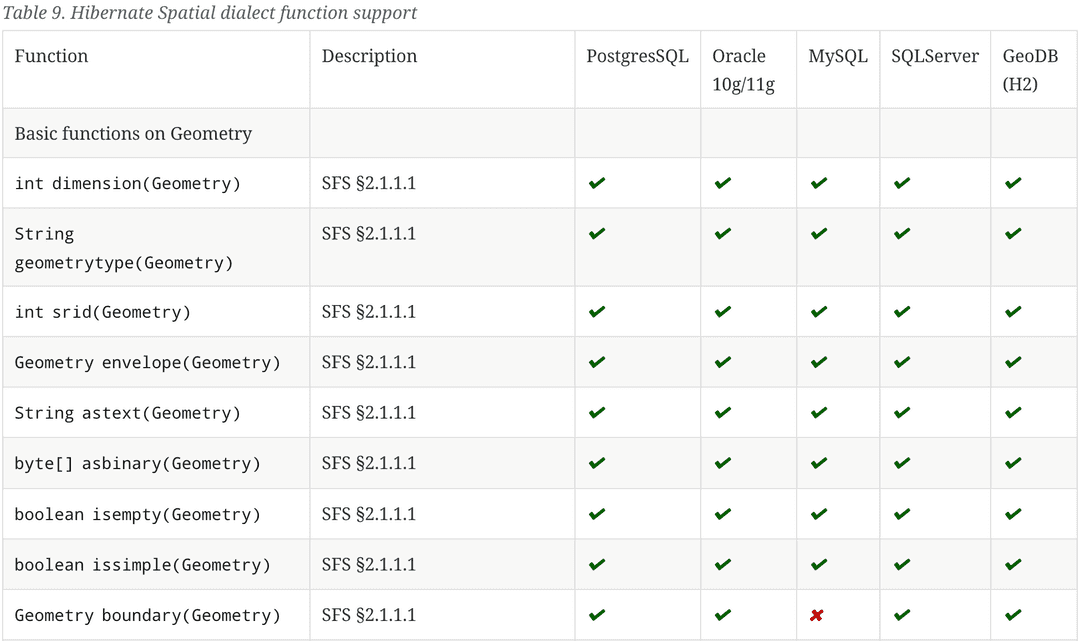 Table 9. Hibernate Spatial dialect function support
Function Description PostgresSQL Oracle 10g/11g MySQL SQLServer GeoDB (H2)
Basic functions on Geometry
int dimension(Geometry) SFS §2.1.1.1 ✔ ✔ ✔ ✔ ✔
String geometrytype(Geometry) SFS §2.1.1.1 ✔ ✔ ✔ ✔ ✔
int srid(Geometry) SFS §2.1.1.1 ✔ ✔ ✔ ✔ ✔
Geometry envelope(Geometry) SFS §2.1.1.1 ✔ ✔ ✔ ✔ ✔
String astext(Geometry) SFS §2.1.1.1 ✔ ✔ ✔ ✔ ✔
byte[] asbinary(Geometry) SFS §2.1.1.1 ✔ ✔ ✔ ✔ ✔
boolean isempty(Geometry) SFS §2.1.1.1 ✔ ✔ ✔ ✔ ✔
boolean issimple(Geometry) SFS §2.1.1.1 ✔ ✔ ✔ ✔ ✔
Geometry boundary(Geometry) SFS §2.1.1.1 ✔ ✔ ✖ ✔ ✔